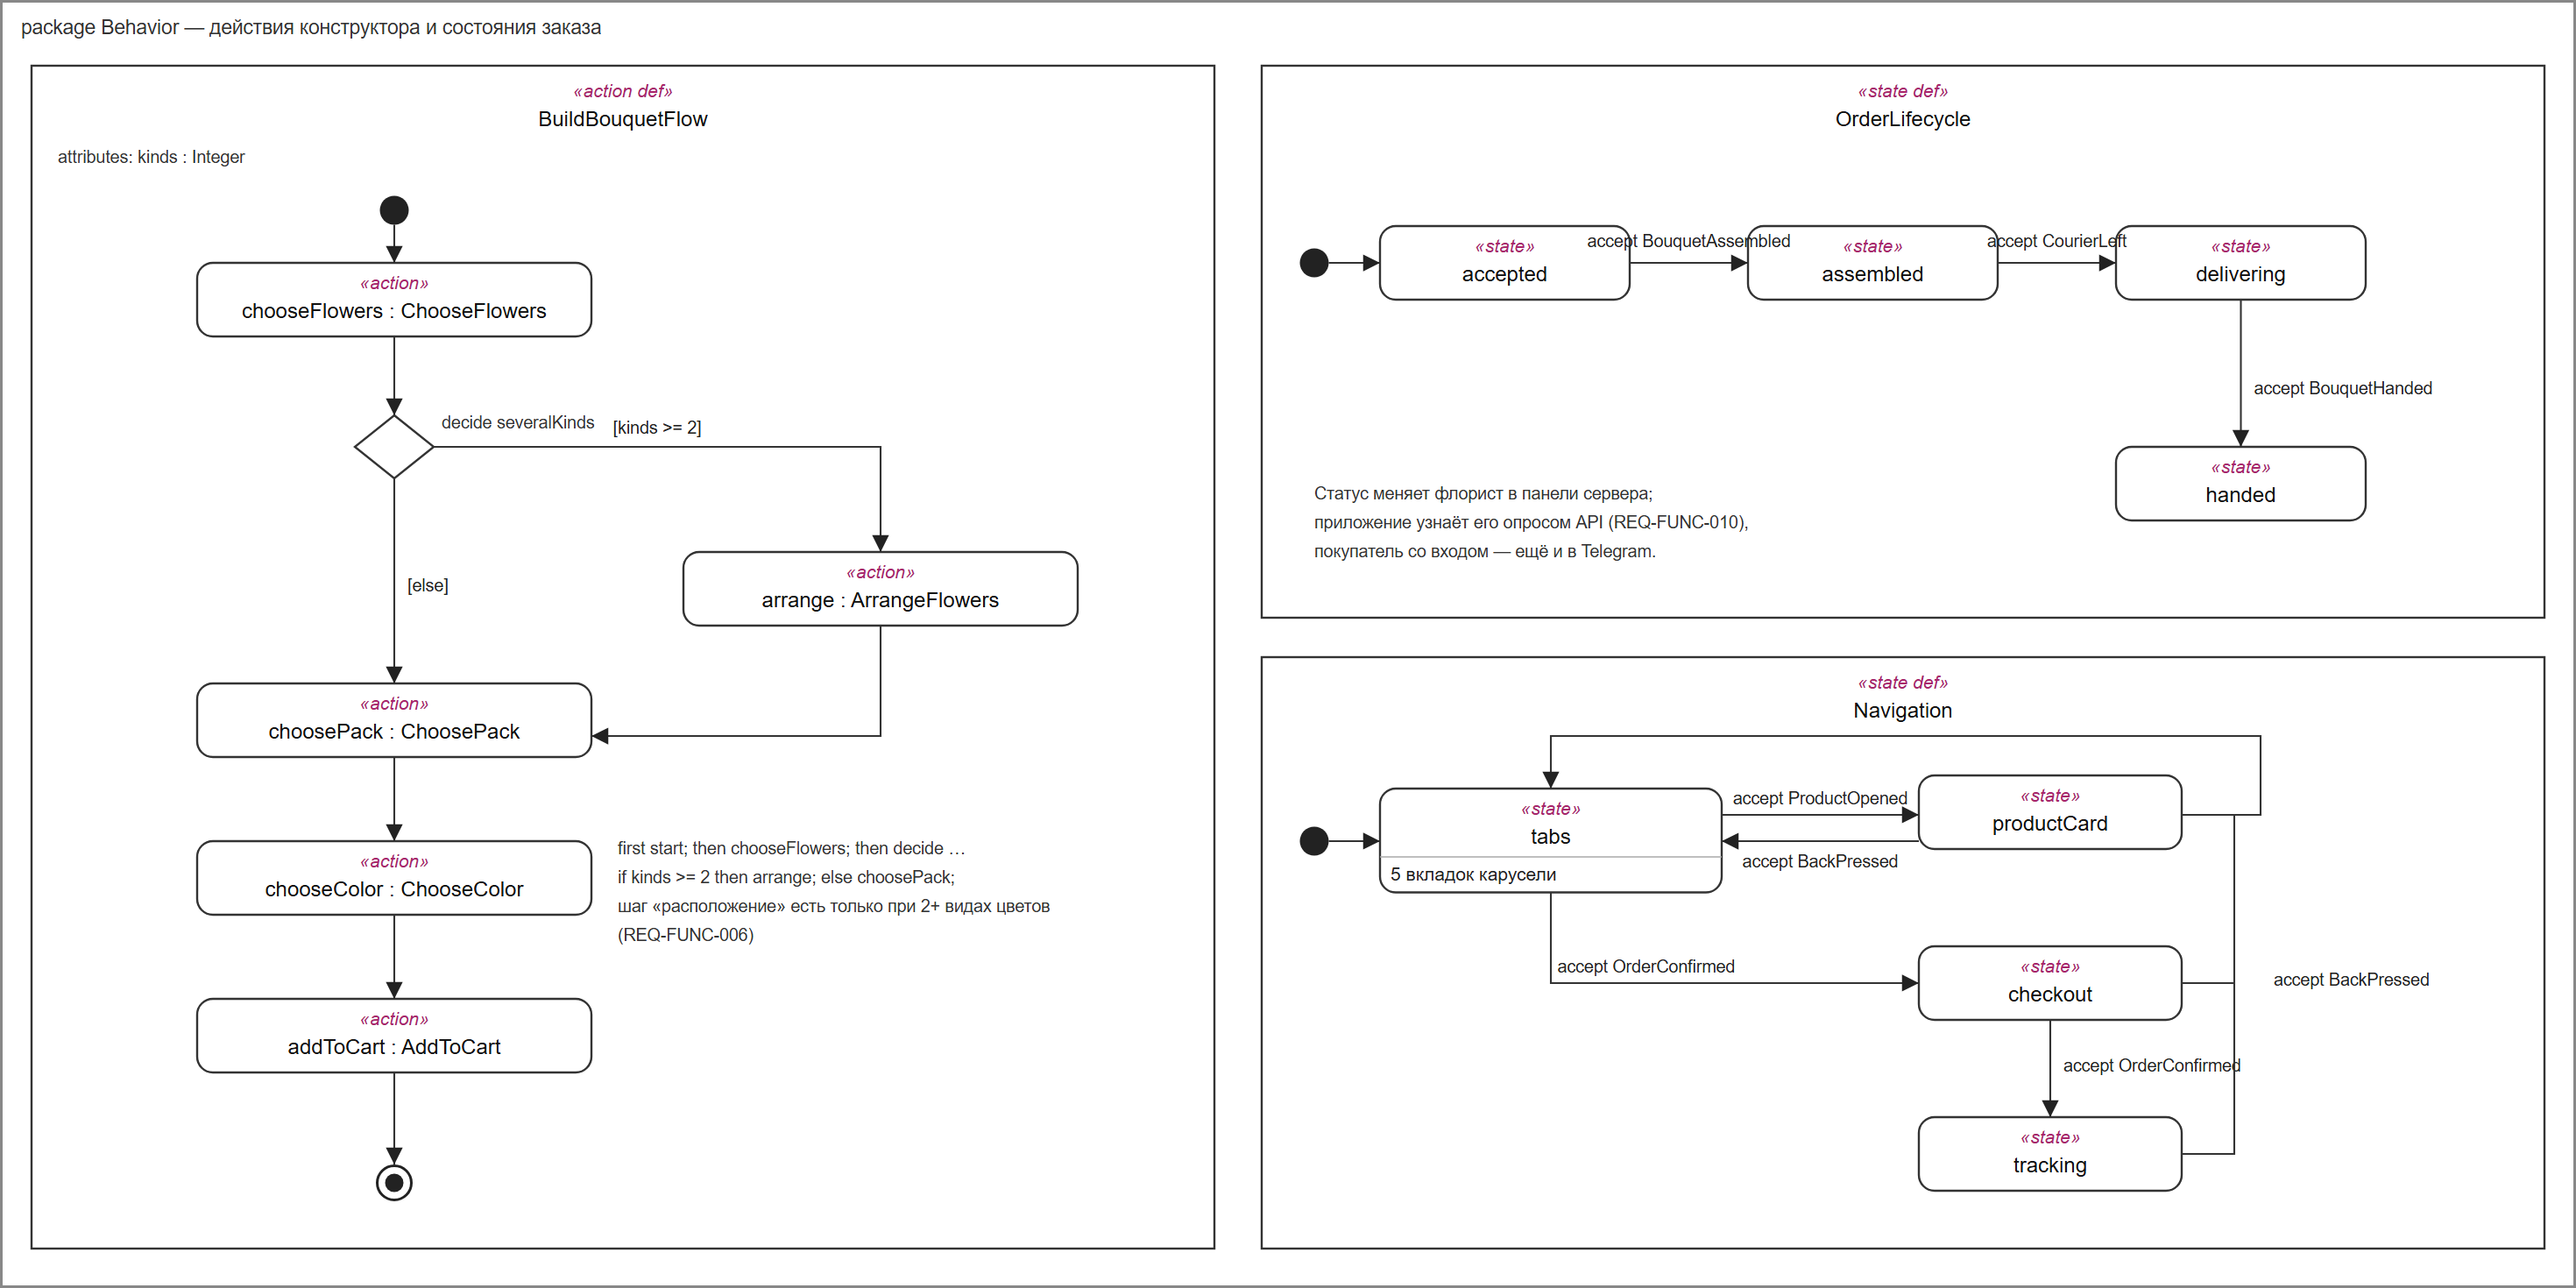 package Behavior — действия конструктора и состояния заказа
«action def»
BuildBouquetFlow
attributes: kinds : Integer
«action»
chooseFlowers : ChooseFlowers
decide severalKinds
[kinds >= 2]
[else]
«action»
arrange : ArrangeFlowers
«action»
choosePack : ChoosePack
«action»
chooseColor : ChooseColor
first start; then chooseFlowers; then decide …
if kinds >= 2 then arrange; else choosePack;
шаг «расположение» есть только при 2+ видах цветов
(REQ-FUNC-006)
«action»
addToCart : AddToCart
«state def»
OrderLifecycle
«state»
accepted
accept BouquetAssembled
«state»
assembled
accept CourierLeft
«state»
delivering
accept BouquetHanded
«state»
handed
Статус меняет флорист в панели сервера;
приложение узнаёт его опросом API (REQ-FUNC-010),
покупатель со входом — ещё и в Telegram.
«state def»
Navigation
«state»
tabs
5 вкладок карусели
accept ProductOpened
accept BackPressed
«state»
productCard
accept OrderConfirmed
«state»
checkout
accept BackPressed
accept OrderConfirmed
«state»
tracking